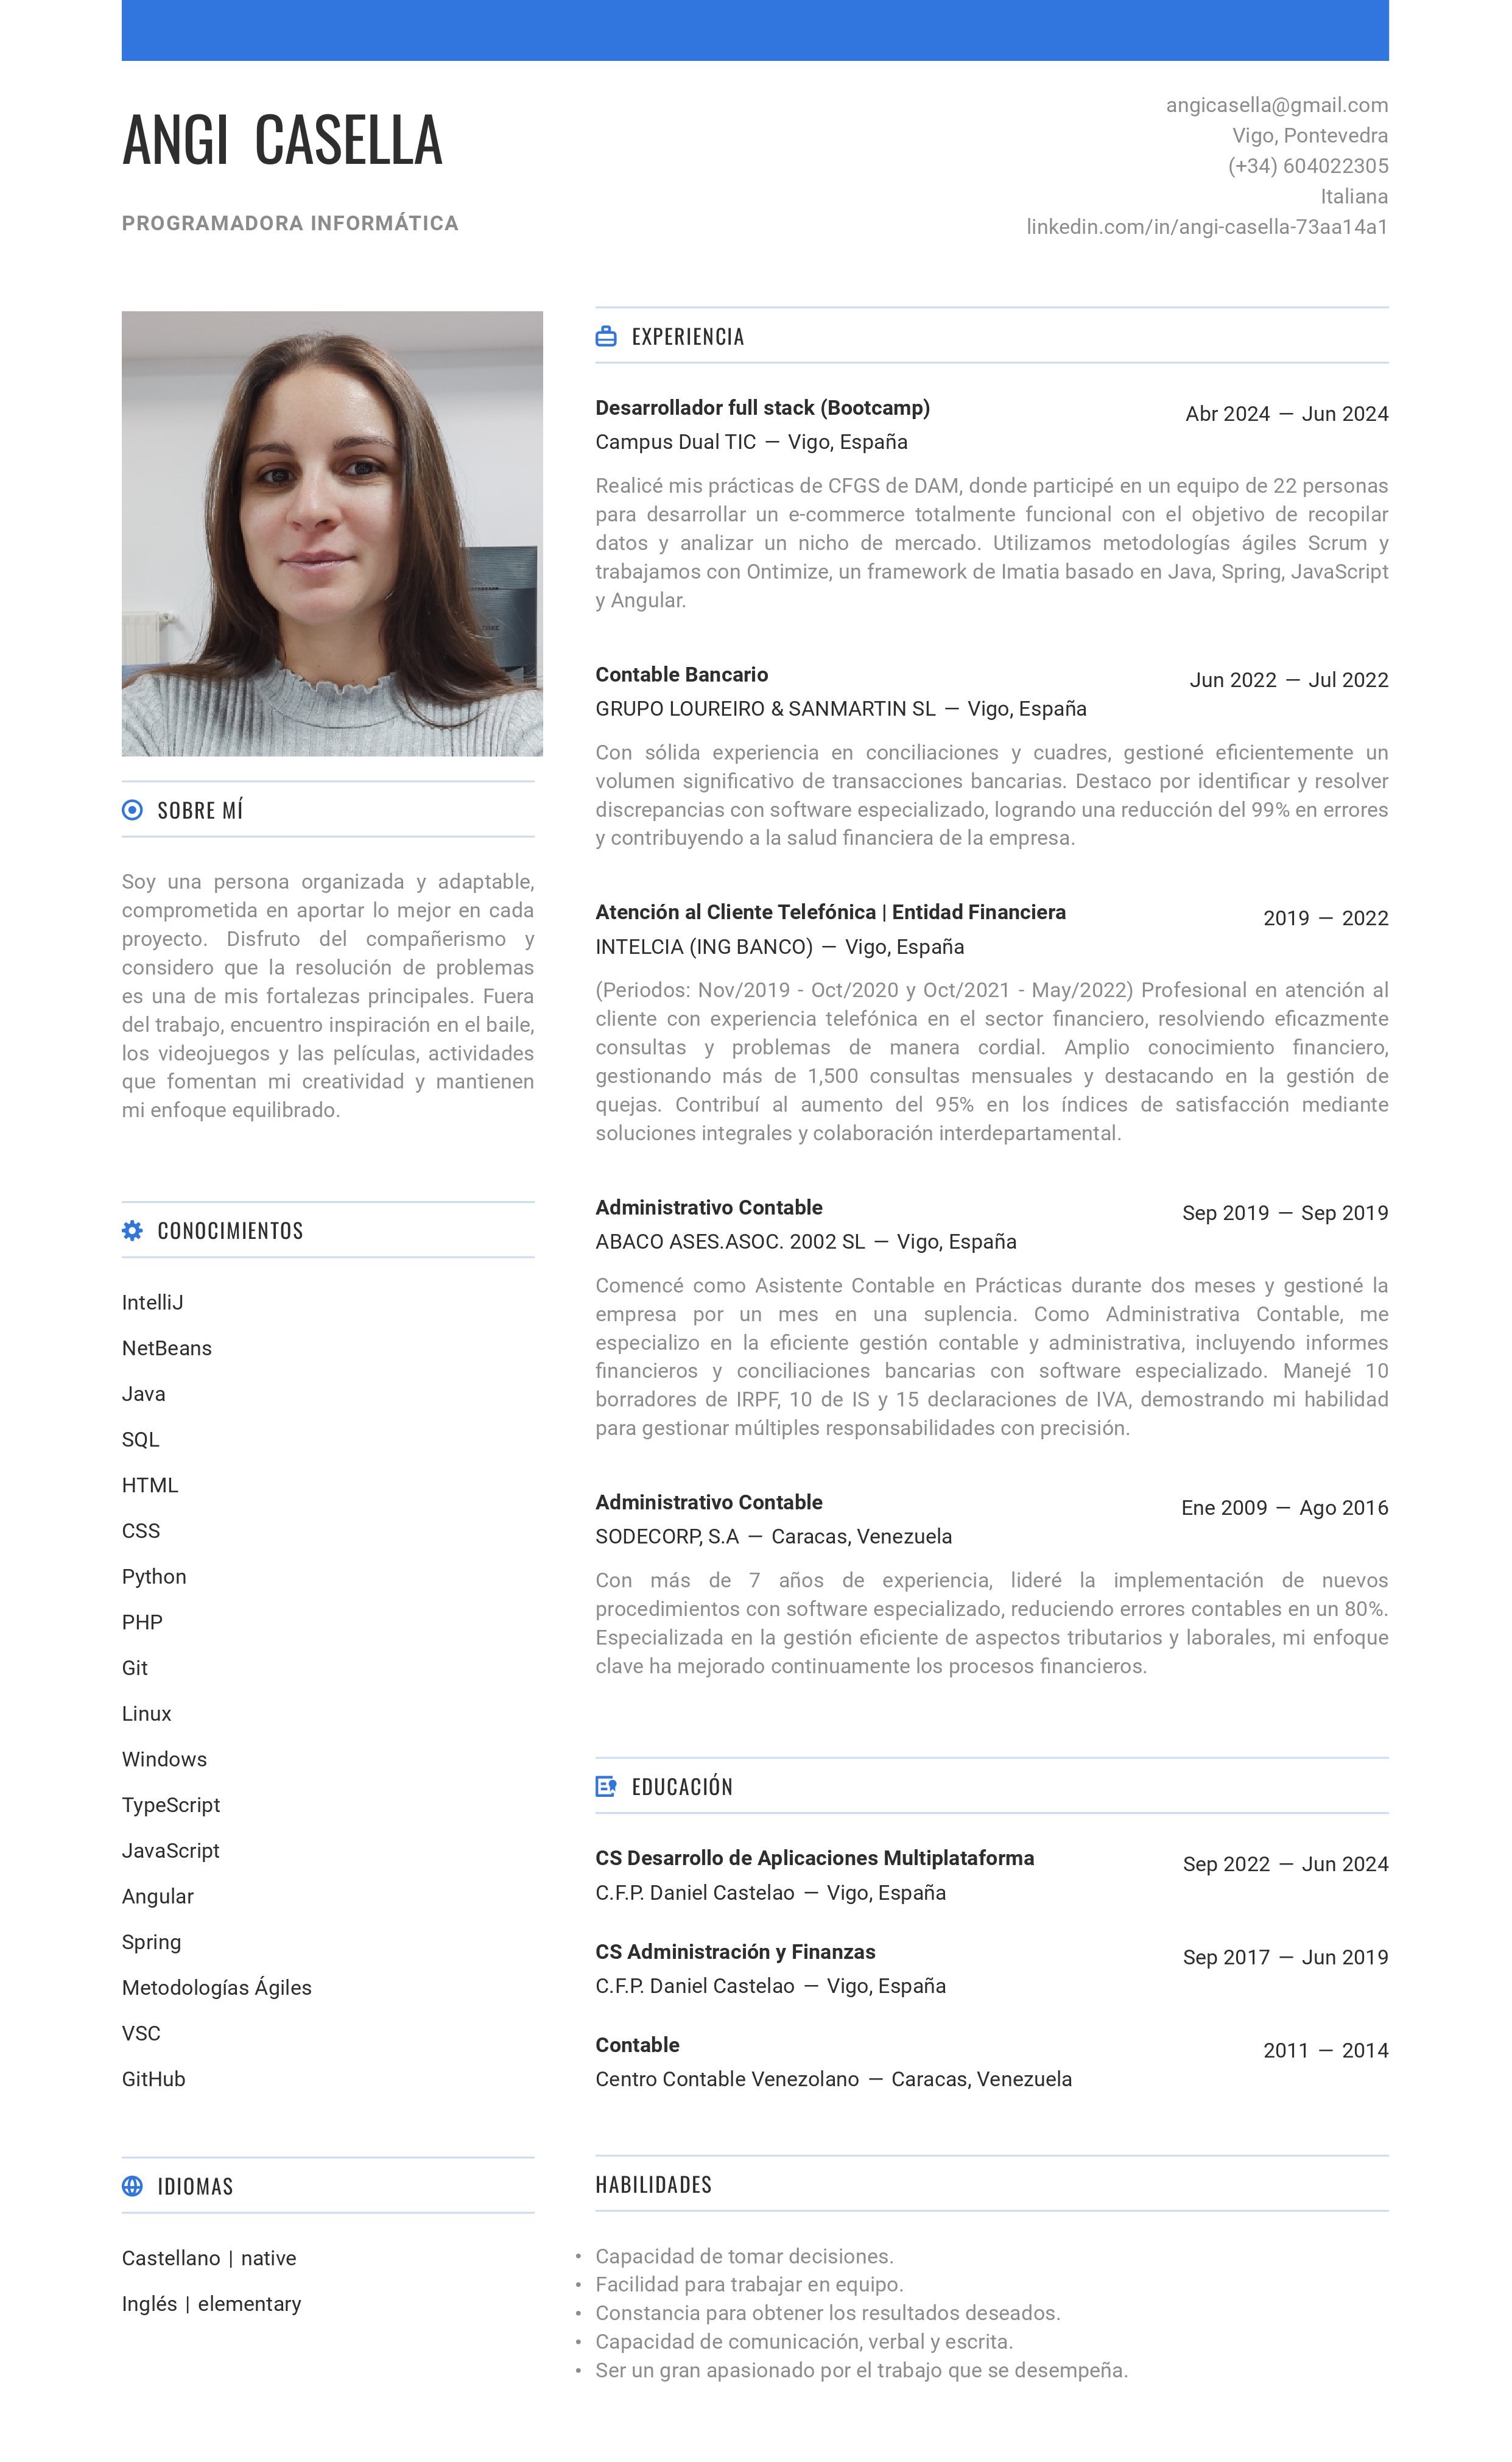 ANGI CASELLA
PROGRAMADORA INFORMÁTICA
angicasella@gmail.com
Vigo, Pontevedra
(+34) 604022305
Italiana
linkedin.com/in/angi-casella-73aa14a1
SOBRE MÍ
Soy una persona organizada y adaptable,
comprometida en aportar lo mejor en cada
proyecto. Disfruto del compañerismo y
considero que la resolución de problemas
es una de mis fortalezas principales. Fuera
del trabajo, encuentro inspiración en el baile,
los videojuegos y las películas, actividades
que fomentan mi creatividad y mantienen
mi enfoque equilibrado.
CONOCIMIENTOS
IntelliJ
NetBeans
Java
SQL
HTML
CSS
Python
PHP
Git
Linux
Windows
TypeScript
JavaScript
Angular
Spring
Metodologías Ágiles
VSC
GitHub
IDIOMAS
Castellano | native
Inglés | elementary
EXPERIENCIA
Desarrollador full stack (Bootcamp)
Abr 2024 — Jun 2024
Campus Dual TIC — Vigo, España
Realicé mis prácticas de CFGS de DAM, donde participé en un equipo de 22 personas
para desarrollar un e-commerce totalmente funcional con el objetivo de recopilar
datos y analizar un nicho de mercado. Utilizamos metodologías ágiles Scrum y
trabajamos con Ontimize, un framework de Imatia basado en Java, Spring, JavaScript
y Angular.
Contable Bancario
Jun 2022 — Jul 2022
GRUPO LOUREIRO & SANMARTIN SL — Vigo, España
Con sólida experiencia en conciliaciones y cuadres, gestioné eficientemente un
volumen significativo de transacciones bancarias. Destaco por identificar y resolver
discrepancias con software especializado, logrando una reducción del 99% en errores
y contribuyendo a la salud financiera de la empresa.
Atención al Cliente Telefónica | Entidad Financiera
2019 — 2022
INTELCIA (ING BANCO) — Vigo, España
(Periodos: Nov/2019 - Oct/2020 y Oct/2021 - May/2022) Profesional en atención al
cliente con experiencia telefónica en el sector financiero, resolviendo eficazmente
consultas y problemas de manera cordial. Amplio conocimiento financiero,
gestionando más de 1,500 consultas mensuales y destacando en la gestión de
quejas. Contribuí al aumento del 95% en los índices de satisfacción mediante
soluciones integrales y colaboración interdepartamental.
Administrativo Contable
Sep 2019 — Sep 2019
ABACO ASES.ASOC. 2002 SL — Vigo, España
Comencé como Asistente Contable en Prácticas durante dos meses y gestioné la
empresa por un mes en una suplencia. Como Administrativa Contable, me
especializo en la eficiente gestión contable y administrativa, incluyendo informes
financieros y conciliaciones bancarias con software especializado. Manejé 10
borradores de IRPF, 10 de IS y 15 declaraciones de IVA, demostrando mi habilidad
para gestionar múltiples responsabilidades con precisión.
Administrativo Contable
Ene 2009 — Ago 2016
SODECORP, S.A — Caracas, Venezuela
Con más de 7 años de experiencia, lideré la implementación de nuevos
procedimientos con software especializado, reduciendo errores contables en un 80%.
Especializada en la gestión eficiente de aspectos tributarios y laborales, mi enfoque
clave ha mejorado continuamente los procesos financieros.
EDUCACIÓN
CS Desarrollo de Aplicaciones Multiplataforma
Sep 2022 — Jun 2024
C.F.P. Daniel Castelao — Vigo, España
CS Administración y Finanzas
Sep 2017 — Jun 2019
C.F.P. Daniel Castelao — Vigo, España
Contable
2011 — 2014
Centro Contable Venezolano — Caracas, Venezuela
HABILIDADES
• Capacidad de tomar decisiones.
• Facilidad para trabajar en equipo.
• Constancia para obtener los resultados deseados.
• Capacidad de comunicación, verbal y escrita.
• Ser un gran apasionado por el trabajo que se desempeña.